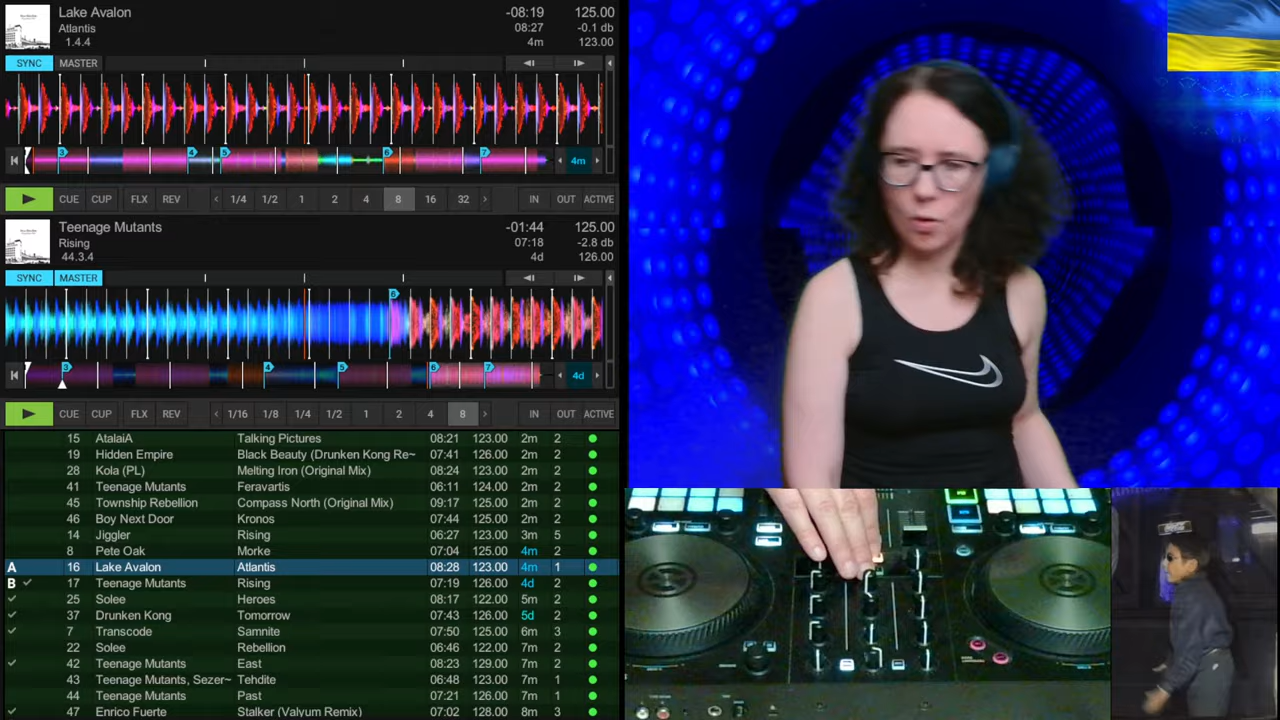 Lake Avalon -08:19 125.00
Atlantis 08:27 -0.1 db
1.4.4 4m 123.00
SYNC MASTER
3 4 5 6 7 4m
CUE CUP FLX REV 1/4 1/2 1 2 4 8 16 32 IN OUT ACTIVE
Teenage Mutants -01:44 125.00
Rising 07:18 -2.8 db
44.3.4 4d 126.00
SYNC MASTER
6
3 4 5 6 7 4d
CUE CUP FLX REV 1/16 1/8 1/4 1/2 1 2 4 8 IN OUT ACTIVE
15 AtalaiA Talking Pictures 08:21 123.00 2m 2
19 Hidden Empire Black Beauty (Drunken Kong Re~ 07:41 126.00 2m 2
28 Kola (PL) Melting Iron (Original Mix) 08:24 123.00 2m 2
41 Teenage Mutants Feravartis 06:11 124.00 2m 2
45 Township Rebellion Compass North (Original Mix) 09:17 125.00 2m 2
46 Boy Next Door Kronos 07:44 125.00 2m 2
14 Jiggler Rising 06:27 123.00 3m 5
8 Pete Oak Morke 07:04 125.00 4m 2
A 16 Lake Avalon Atlantis 08:28 123.00 4m 1
B 17 Teenage Mutants Rising 07:19 126.00 4d 2
25 Solee Heroes 08:17 122.00 5m 2
37 Drunken Kong Tomorrow 07:43 126.00 5d 2
7 Transcode Samnite 07:50 125.00 6m 3
22 Solee Rebellion 06:46 122.00 7m 2
42 Teenage Mutants East 08:23 129.00 7m 2
43 Teenage Mutants, Sezer~ Tehdite 06:48 123.00 7m 1
44 Teenage Mutants Past 07:21 126.00 7m 1
47 Enrico Fuerte Stalker (Valyum Remix) 07:02 128.00 8m 3